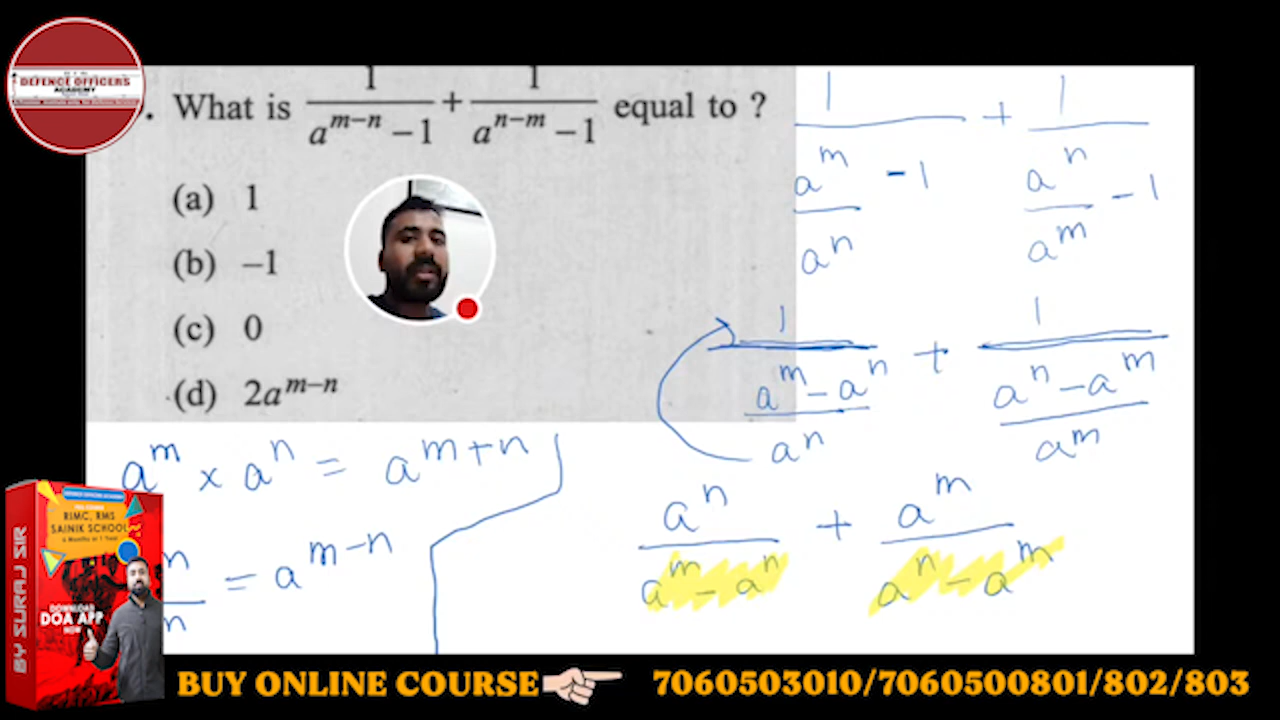 DEFENCE OFFICERS
ACADEMY
. What is 1/(a^{m-n} -1) + 1/(a^{n-m} -1) equal to ?
(a) 1
(b) -1
(c) 0
(d) 2a^{m-n}
1/(a^m/a^n - 1) + 1/(a^n/a^m - 1)
1/((a^m - a^n)/a^n) + 1/((a^n - a^m)/a^m)
a^n/(a^m - a^n) + a^m/(a^n - a^m)
a^m × a^n = a^{m+n}
n/n = a^{m-n}
RIMC, RMS
SAINIK SCHOOL
DOWNLOAD
DOA APP
NOW
BY SURAJ SIR
BUY ONLINE COURSE
7060503010/7060500801/802/803